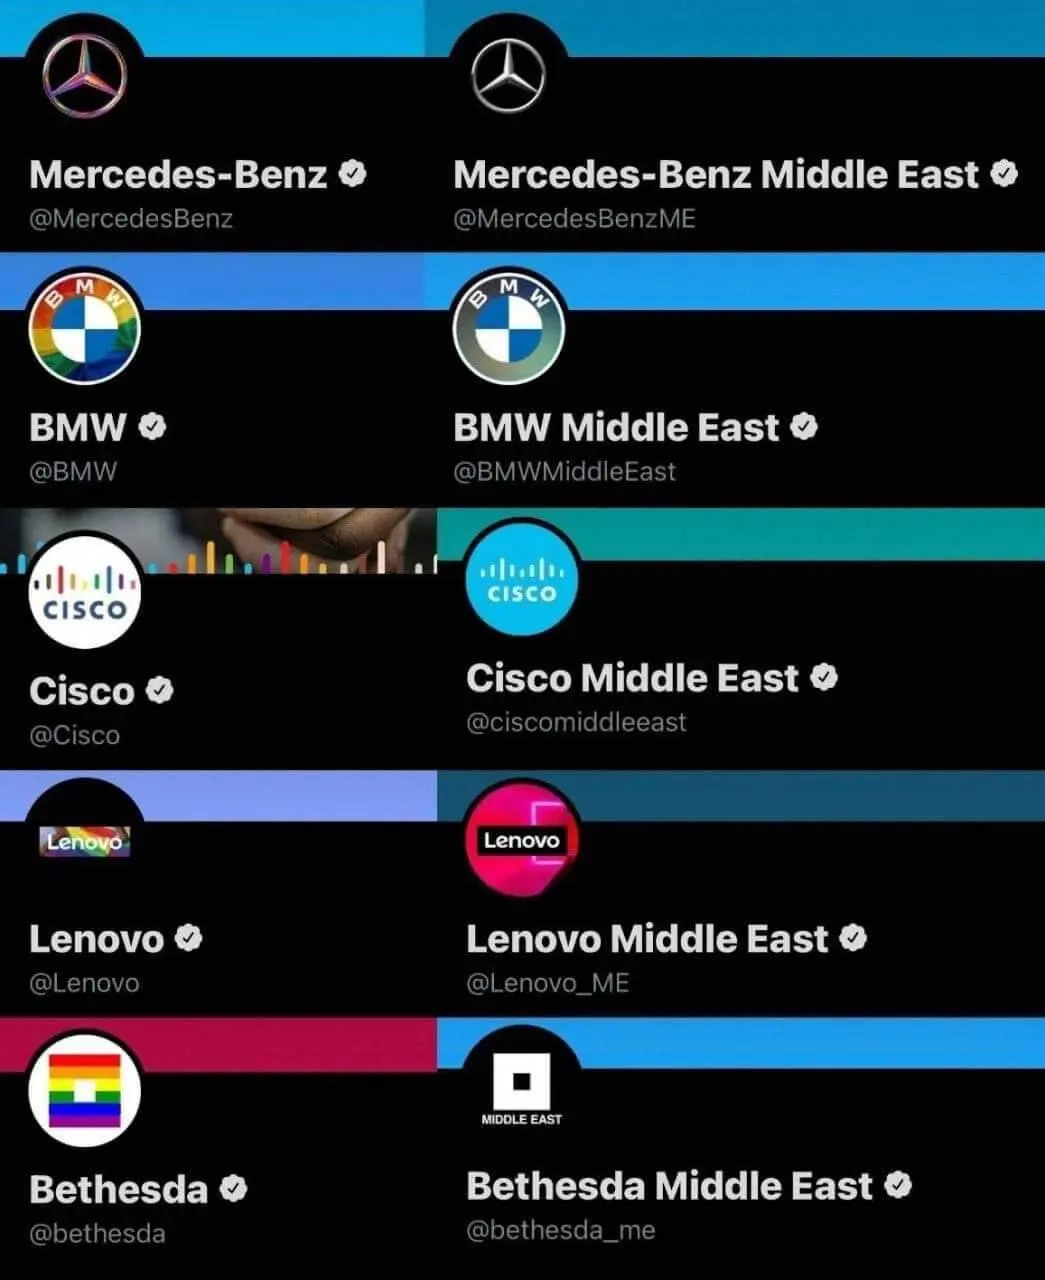 Mercedes-Benz
@MercedesBenz
Mercedes-Benz Middle East
@MercedesBenzME
BMW
BMW
@BMW
BMW
BMW Middle East
@BMWMiddleEast
CISCO
Cisco
@Cisco
CISCO
Cisco Middle East
@ciscomiddleeast
Lenovo
Lenovo
@Lenovo
Lenovo
Lenovo Middle East
@Lenovo_ME
Bethesda
@bethesda
MIDDLE EAST
Bethesda Middle East
@bethesda_me